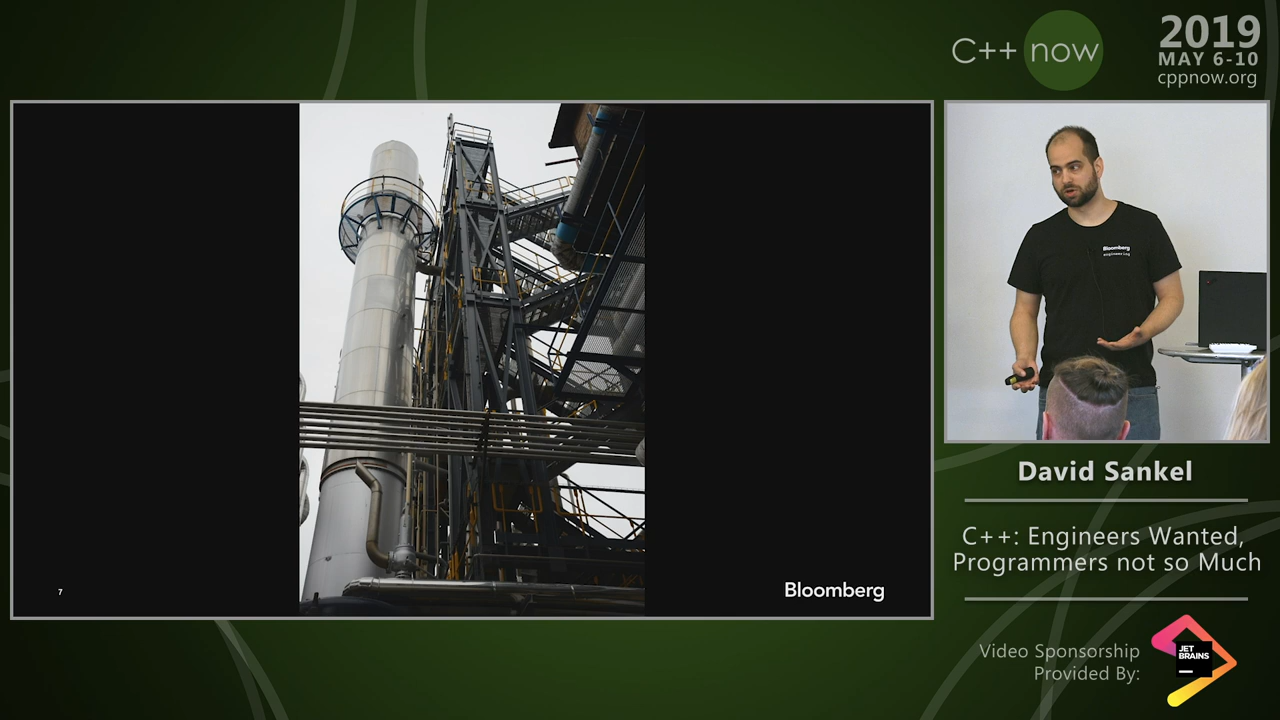 C++ now
2019
MAY 6-10
cppnow.org
Bloomberg
7
Bloomberg
David Sankel
C++: Engineers Wanted,
Programmers not so Much
Video Sponsorship
Provided By:
JET
BRAINS